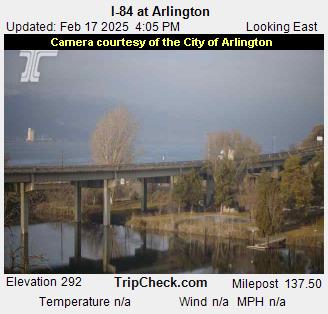 I-84 at Arlington
Updated: Feb 17 2025 4:05 PM Looking East
Camera courtesy of the City of Arlington
Elevation 292 TripCheck.com Milepost 137.50
Temperature n/a Wind n/a MPH n/a